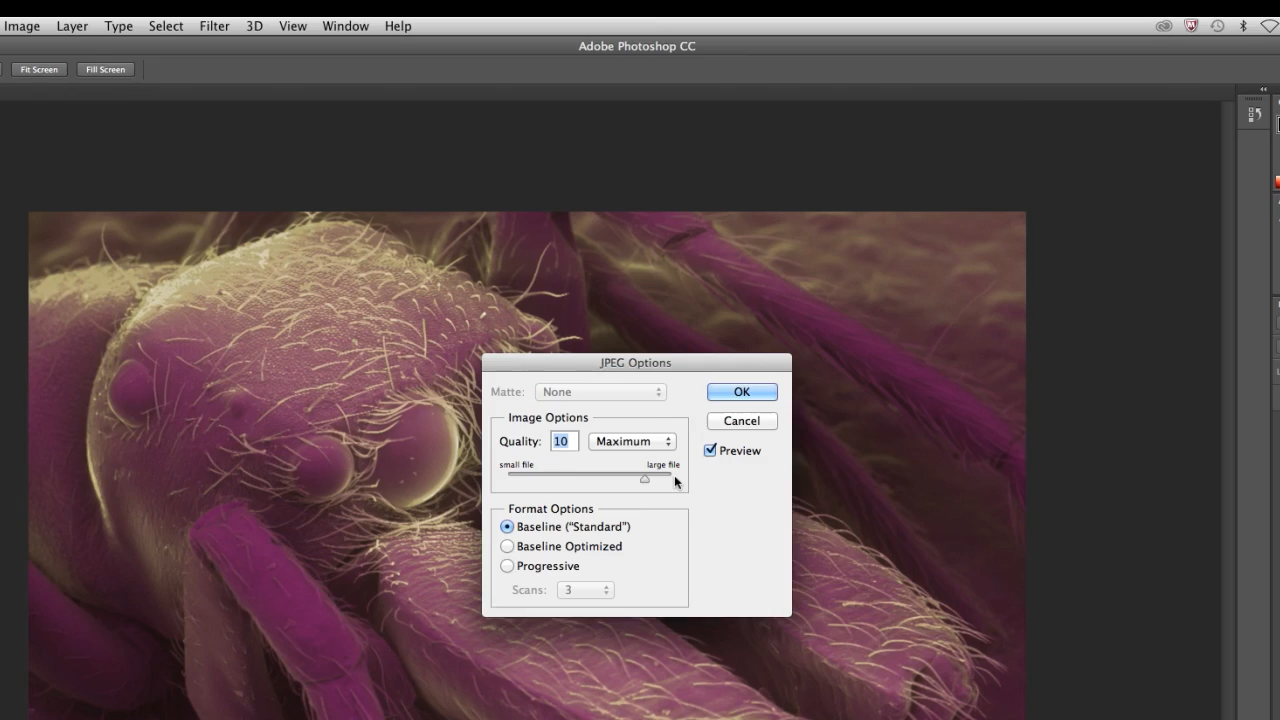 Image Layer Type Select Filter 3D View Window Help
Adobe Photoshop CC
Fit Screen Fill Screen
JPEG Options
Matte: None OK
Image Options Cancel
Quality: 10 Maximum Preview
small file large file
Format Options
Baseline (“Standard”)
Baseline Optimized
Progressive
Scans: 3